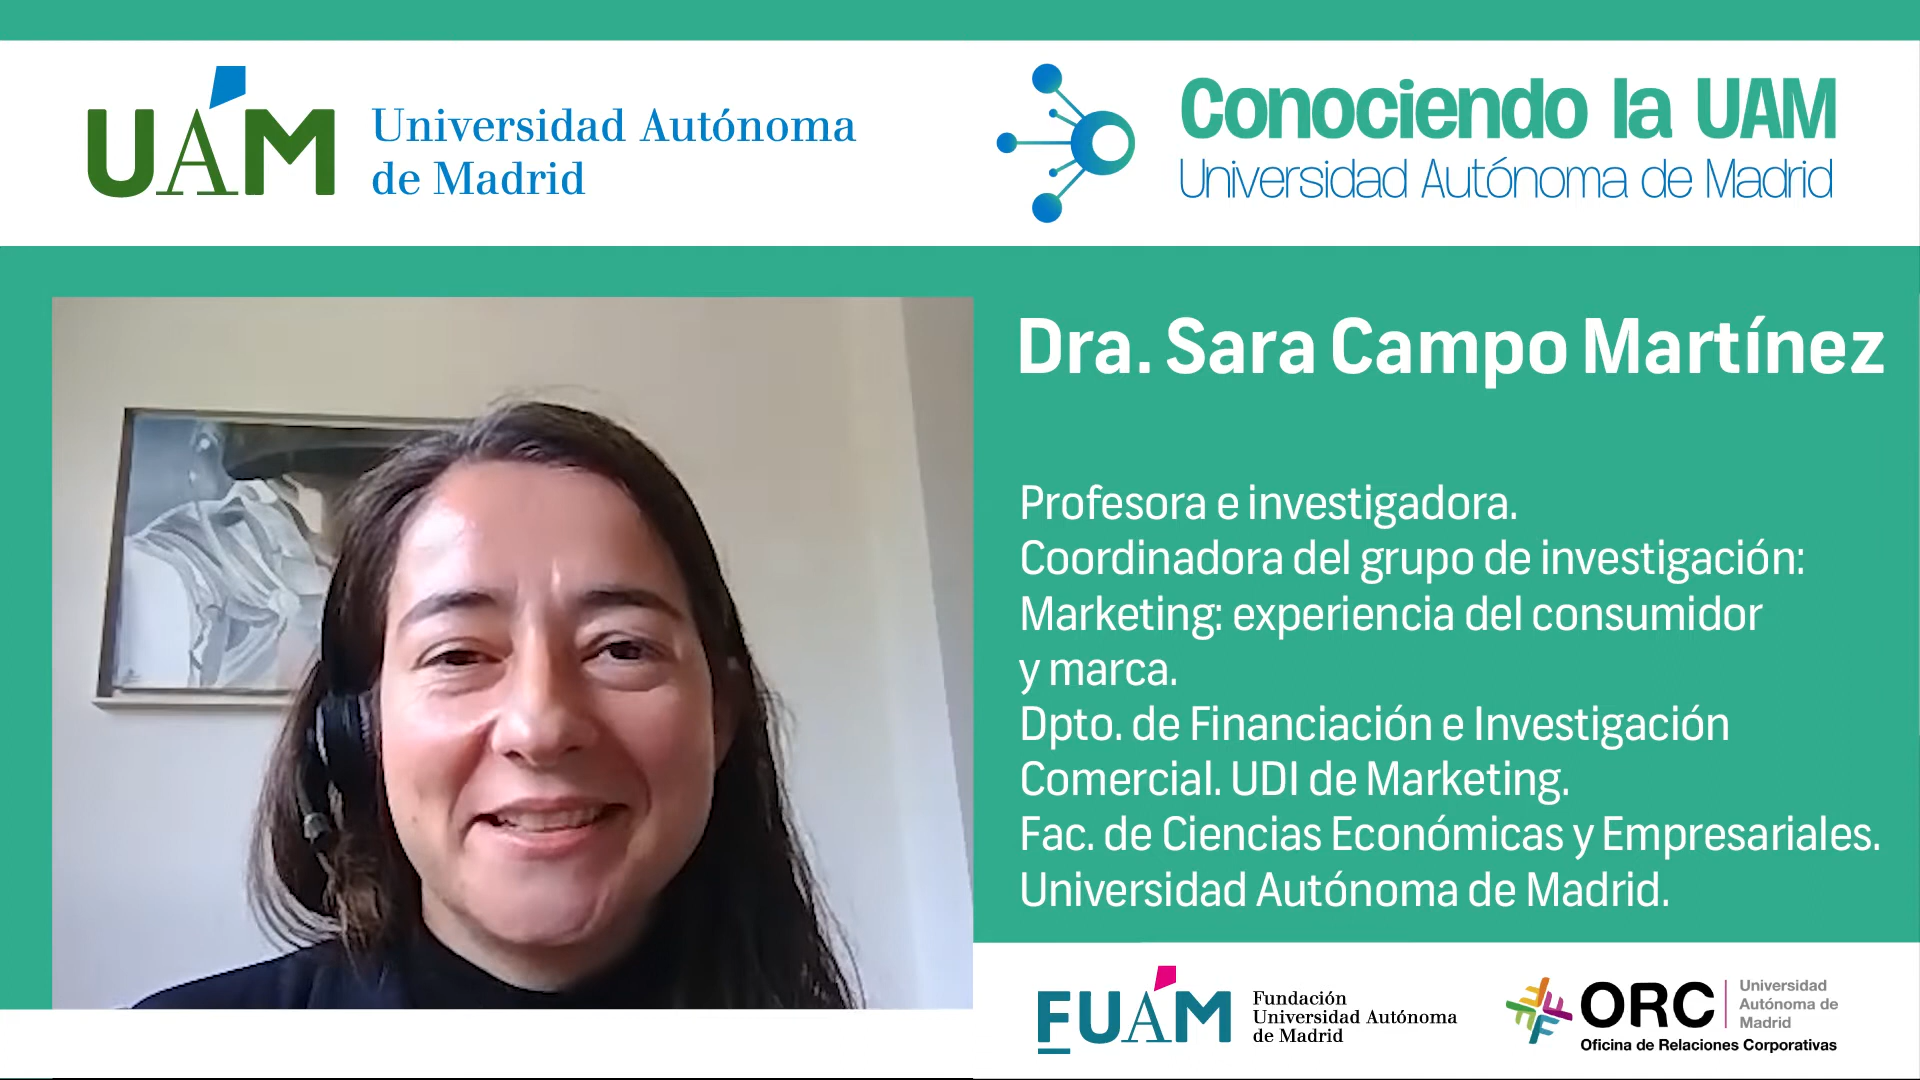 UAM
Universidad Autónoma
de Madrid
Conociendo la UAM
Universidad Autónoma de Madrid
Dra. Sara Campo Martínez
Profesora e investigadora.
Coordinadora del grupo de investigación:
Marketing: experiencia del consumidor
y marca.
Dpto. de Financiación e Investigación
Comercial. UDI de Marketing.
Fac. de Ciencias Económicas y Empresariales.
Universidad Autónoma de Madrid.
FUAM
Fundación
Universidad Autónoma
de Madrid
ORC
Universidad
Autónoma de
Madrid
Oficina de Relaciones Corporativas